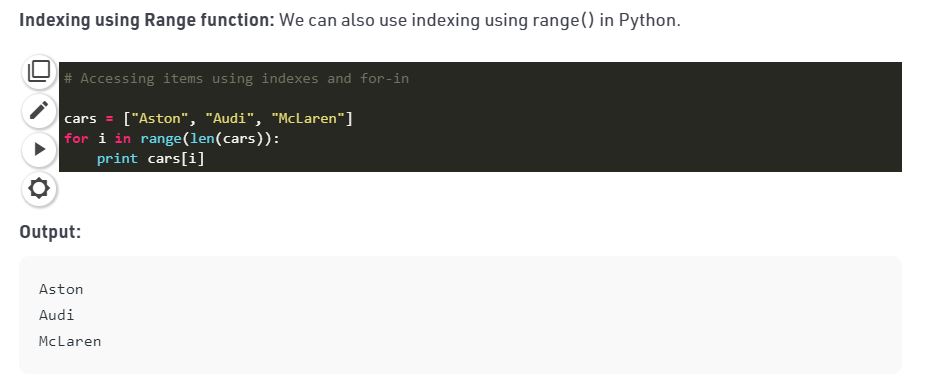 Indexing using Range function: We can also use indexing using range() in Python.
# Accessing items using indexes and for-in
cars = ["Aston", "Audi", "McLaren"]
for i in range(len(cars)):
    print cars[i]
Output:
Aston
Audi
McLaren